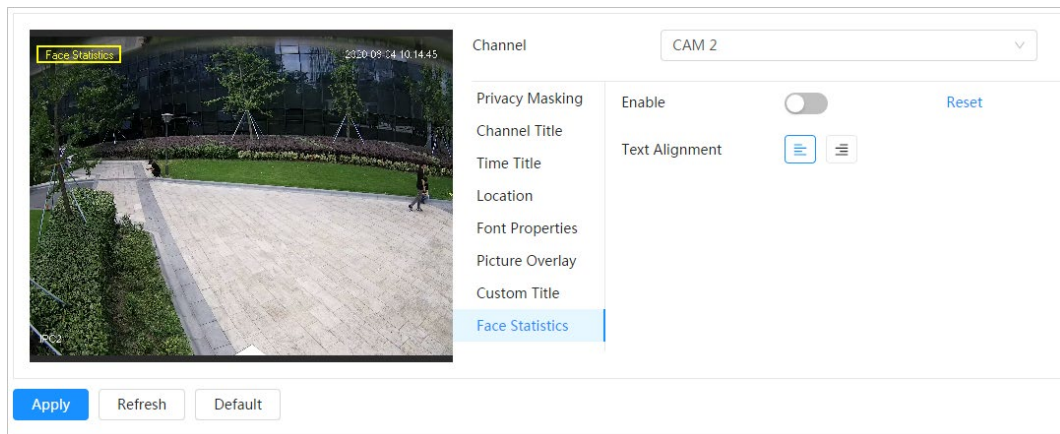 Face Statistics
2020-09-04 10:14:45
IPC2
Channel
CAM 2
Privacy Masking
Channel Title
Time Title
Location
Font Properties
Picture Overlay
Custom Title
Face Statistics
Enable
Reset
Text Alignment
Apply
Refresh
Default